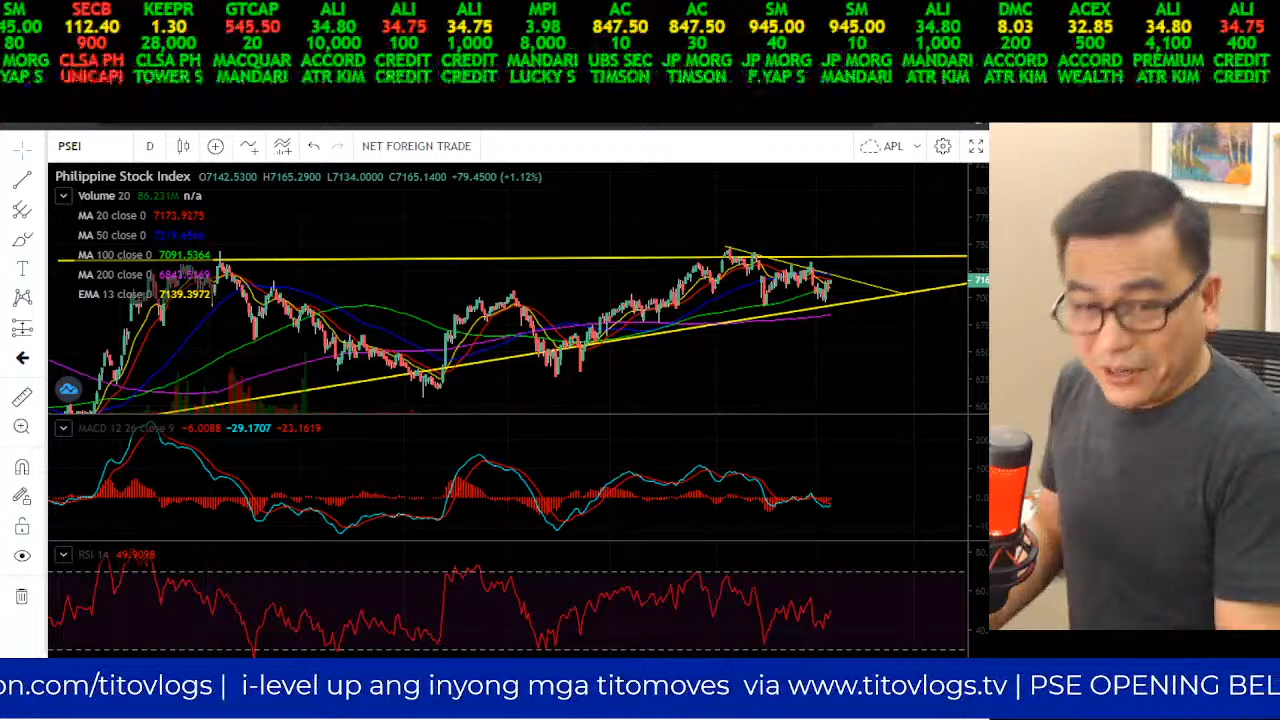 SM SECB KEEPR GTCAP ALI ALI ALI MPI AC AC SM SM ALI DMC ACEX ALI ALI
45.00 112.40 1.30 545.50 34.80 34.75 34.75 3.98 847.50 847.50 945.00 945.00 34.80 8.03 32.85 34.80 34.75
80 900 28,000 20 10,000 100 1,000 8,000 10 30 40 10 1,000 200 500 4,100 400
MORG CLSA PH CLSA PH MACQUAR ACCORD CREDIT CREDIT MANDARI UBS SEC JP MORG JP MORG JP MORG MANDARI ACCORD ACCORD PREMIUM CREDIT
YAP S UNICAPI TOWER S MANDARI ATR KIM CREDIT CREDIT LUCKY S TIMSON TIMSON F.YAP S MANDARI ATR KIM ATR KIM WEALTH ATR KIM CREDIT
PSEI D NET FOREIGN TRADE APL
Philippine Stock Index O7142.5300 H7165.2900 L7134.0000 C7165.1400 +79.4500 (+1.12%)
Volume 20 86.231M n/a
MA 20 close 0 7173.9275
MA 50 close 0
MA 100 close 0 7091.5364
MA 200 close 0
EMA 13 close 0 7139.3972
MACD 12 26 close 9 −6.0088 −29.1707 −23.1619
RSI 14 49.9098
on.com/titovlogs | i-level up ang inyong mga titomoves via www.titovlogs.tv | PSE OPENING BEL